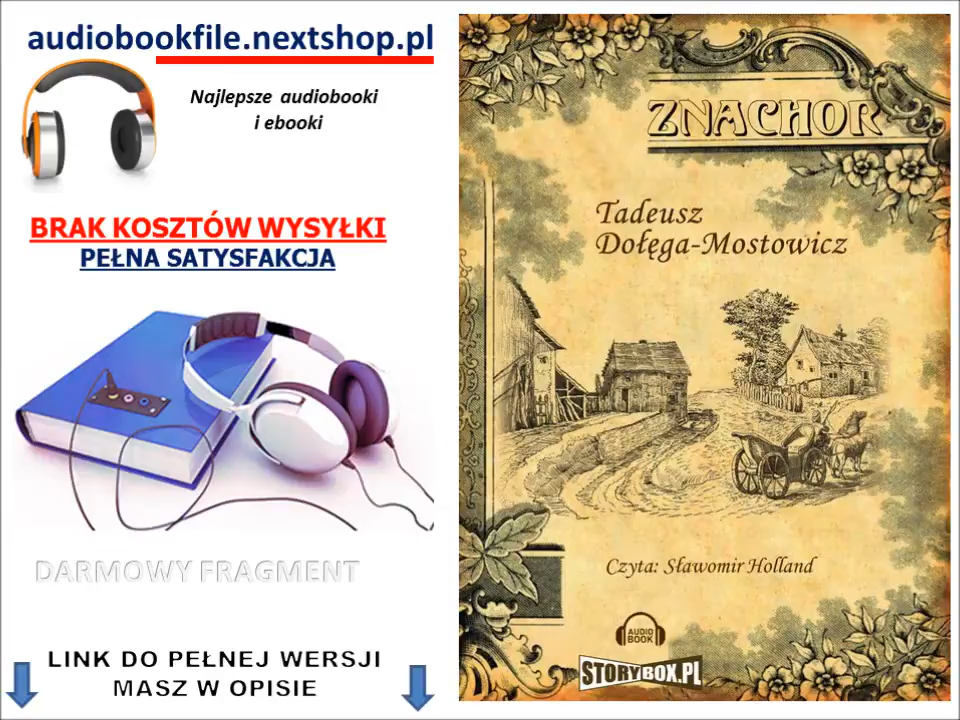 audiobookfile.nextshop.pl
Najlepsze audiobooki
i ebooki
BRAK KOSZTÓW WYSYŁKI
PEŁNA SATYSFAKCJA
DARMOWY FRAGMENT
LINK DO PEŁNEJ WERSJI
MASZ W OPISIE
ZNACHOR
Tadeusz
Dołęga-Mostowicz
Czyta: Sławomir Holland
AUDIO
BOOK
STORYBOX.PL